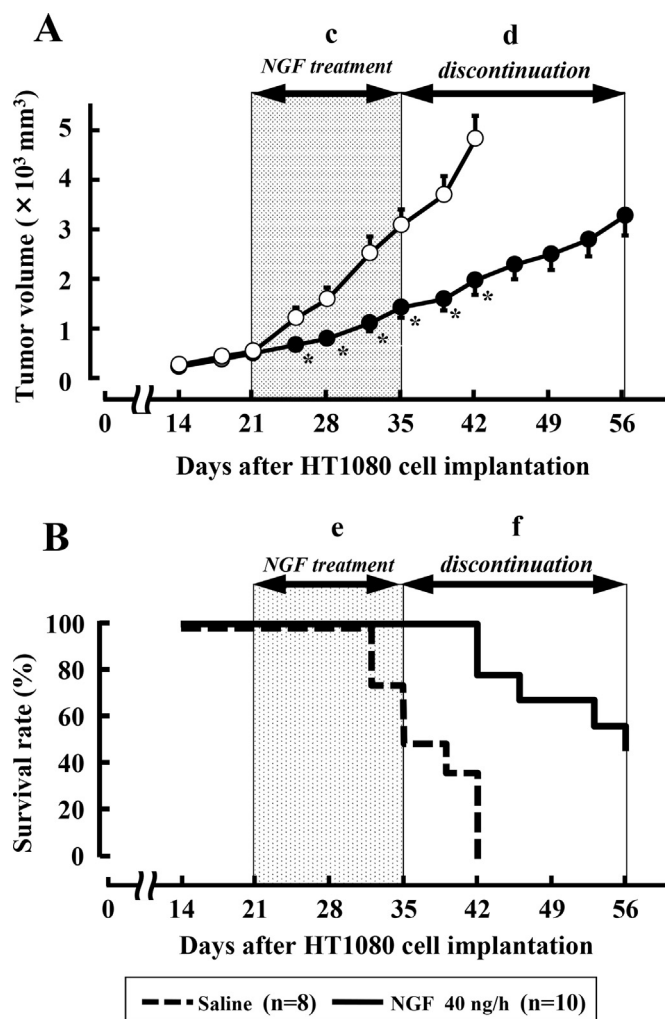 A
c
d
NGF treatment
discontinuation
Tumor volume ( × 10³ mm³)
5
4
3
2
1
0
* * * * * *
0 14 21 28 35 42 49 56
Days after HT1080 cell implantation
B
e
f
NGF treatment
discontinuation
Survival rate (%)
100
80
60
40
20
0
0 14 21 28 35 42 49 56
Days after HT1080 cell implantation
Saline (n=8) NGF 40 ng/h (n=10)